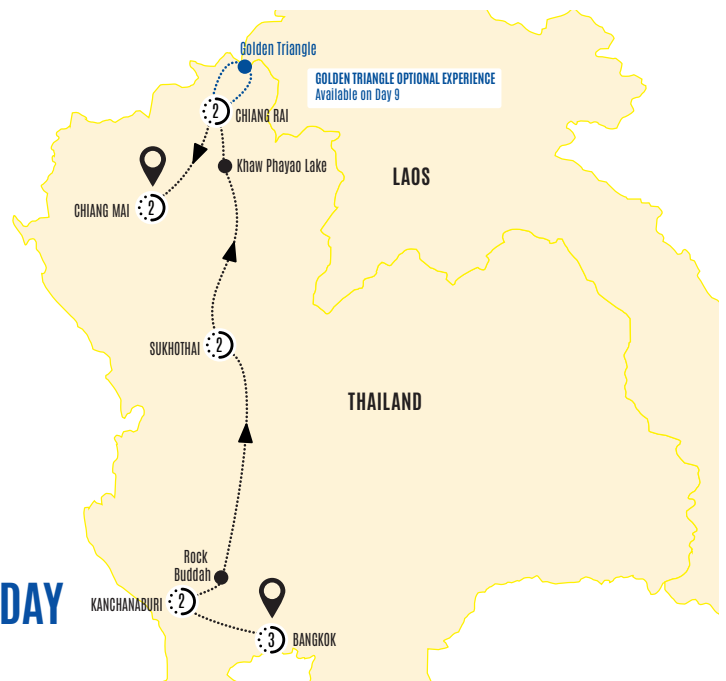 Golden Triangle
GOLDEN TRIANGLE OPTIONAL EXPERIENCE
Available on Day 9
2
CHIANG RAI
Khaw Phayao Lake
LAOS
CHIANG MAI
2
SUKHOTHAI
2
THAILAND
Rock
Buddah
DAY
KANCHANABURI
2
3
BANGKOK